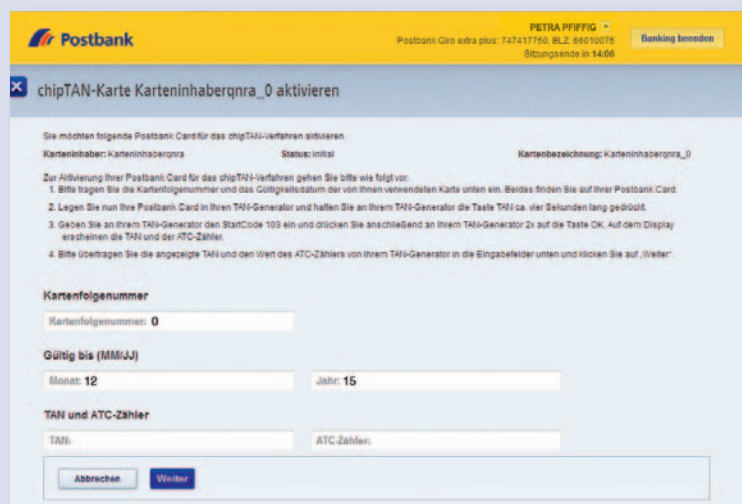 PETRA PFIFFIG
Postbank
Postbank Giro extra plus: 747417750, BLZ: 66010075
Sitzungsende in 14:06
Banking beenden
chipTAN-Karte Karteninhaberqnra_0 aktivieren
Sie möchten folgende Postbank Card für das chipTAN-Verfahren aktivieren.
Karteninhaber: Karteninhaberqnra Status: initial Kartenbezeichnung: Karteninhaberqnra_0
Zur Aktivierung Ihrer Postbank Card für das chipTAN-Verfahren gehen Sie bitte wie folgt vor:
1. Bitte tragen Sie die Kartenfolgenummer und das Gültigkeitsdatum der von Ihnen verwendeten Karte unten ein. Beides finden Sie auf Ihrer Postbank Card.
2. Legen Sie nun Ihre Postbank Card in Ihren TAN-Generator und halten Sie an Ihrem TAN-Generator die Taste TAN ca. vier Sekunden lang gedrückt.
3. Geben Sie an Ihrem TAN-Generator den StartCode 103 ein und drücken Sie anschließend an Ihrem TAN-Generator 2x auf die Taste OK. Auf dem Display
erscheinen die TAN und der ATC-Zähler.
4. Bitte übertragen Sie die angezeigte TAN und den Wert des ATC-Zählers von Ihrem TAN-Generator in die Eingabefelder unten und klicken Sie auf „Weiter“.
Kartenfolgenummer
Kartenfolgenummer: 0
Gültig bis (MM/JJ)
Monat: 12 Jahr: 15
TAN und ATC-Zähler
TAN: ATC-Zähler:
Abbrechen Weiter